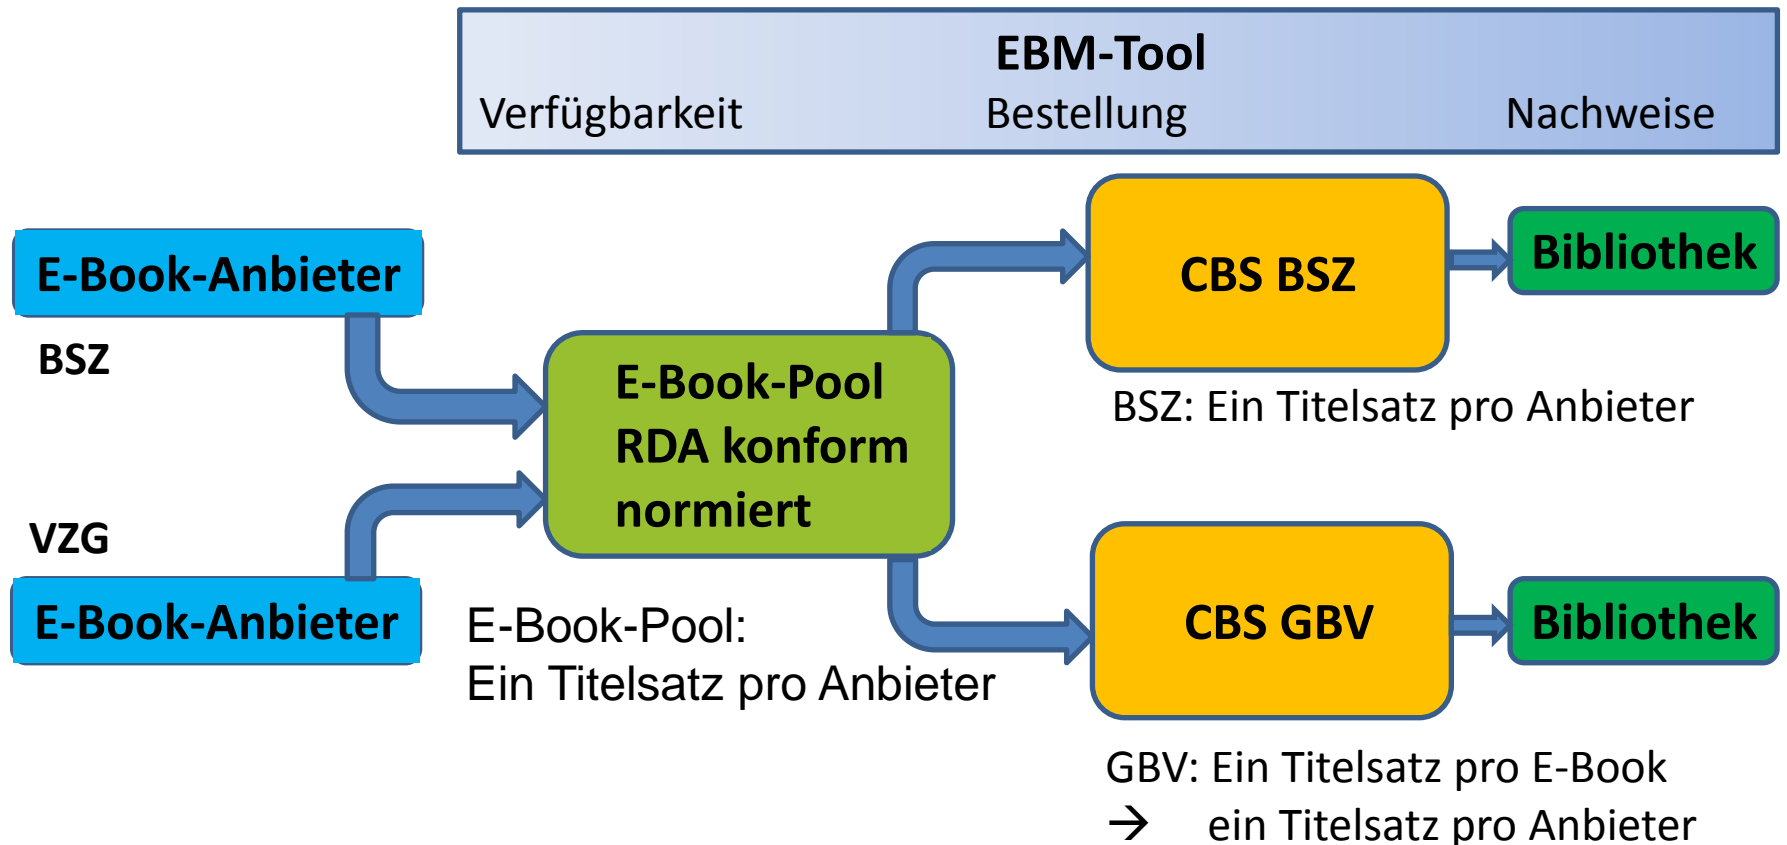 EBM-Tool
Verfügbarkeit Bestellung Nachweise
E-Book-Anbieter
BSZ
VZG
E-Book-Anbieter
E-Book-Pool
RDA konform
normiert
E-Book-Pool:
Ein Titelsatz pro Anbieter
CBS BSZ
Bibliothek
BSZ: Ein Titelsatz pro Anbieter
CBS GBV
Bibliothek
GBV: Ein Titelsatz pro E-Book
→ ein Titelsatz pro Anbieter